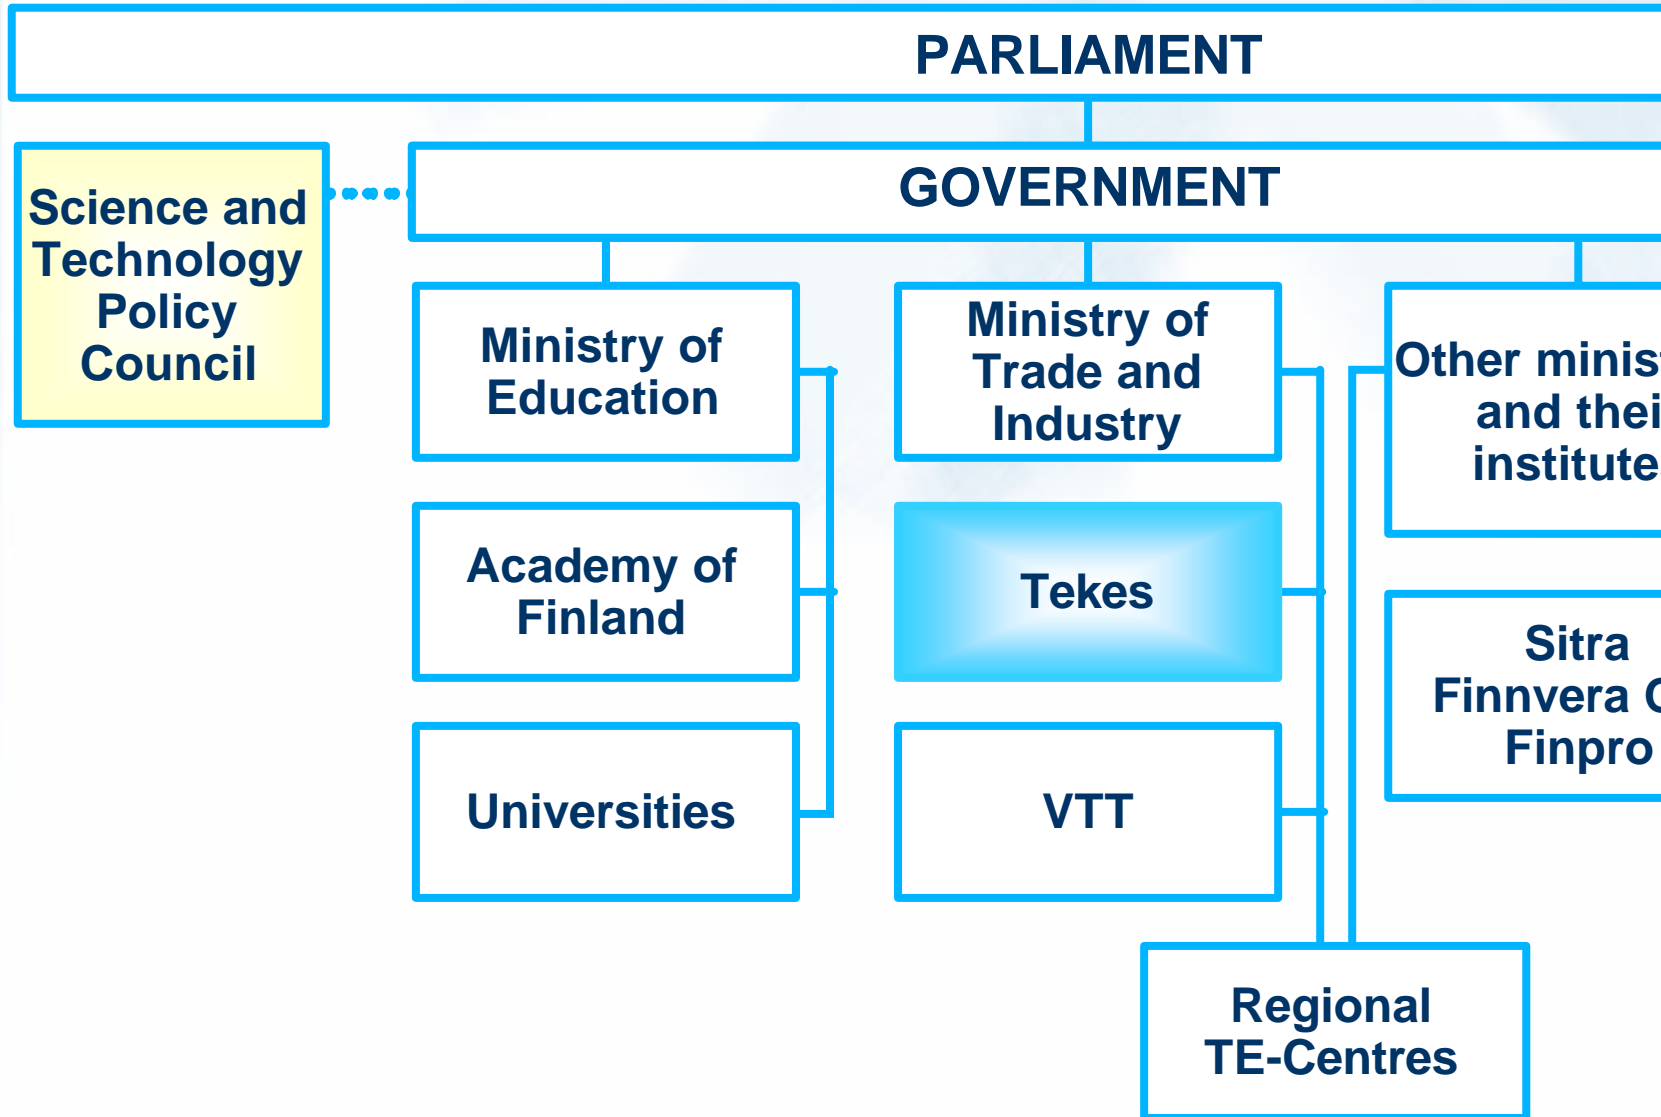 PARLIAMENT
Science and
Technology
Policy
Council
GOVERNMENT
Ministry of
Education
Ministry of
Trade and
Industry
Other
and
Academy of
Finland
Tekes
Sitra
Finnvera
Finpro
Universities
VTT
Regional
TE-Centres